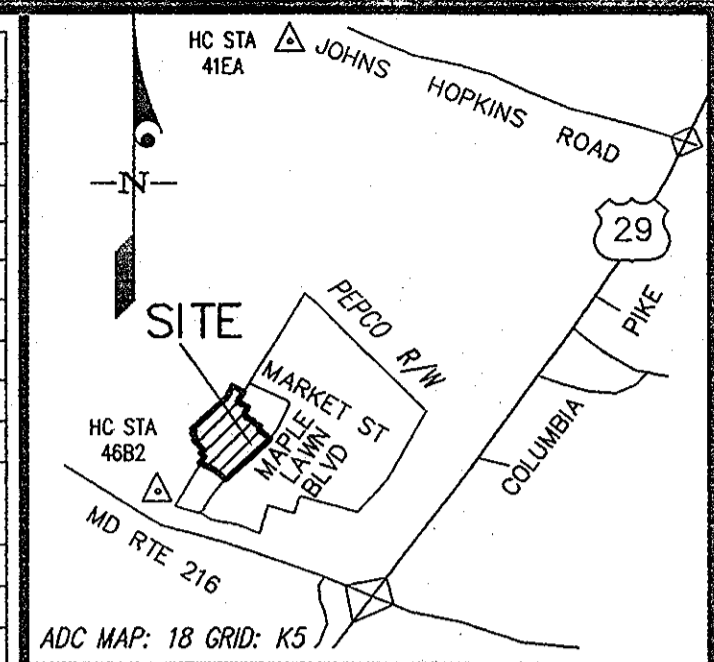 HC STA
41EA
JOHNS HOPKINS ROAD
N
29
PIKE
COLUMBIA
PEPCO R/W
SITE
MARKET ST
MAPLE
LAWN
BLVD
HC STA
46B2
MD RTE 216
ADC MAP: 18 GRID: K5